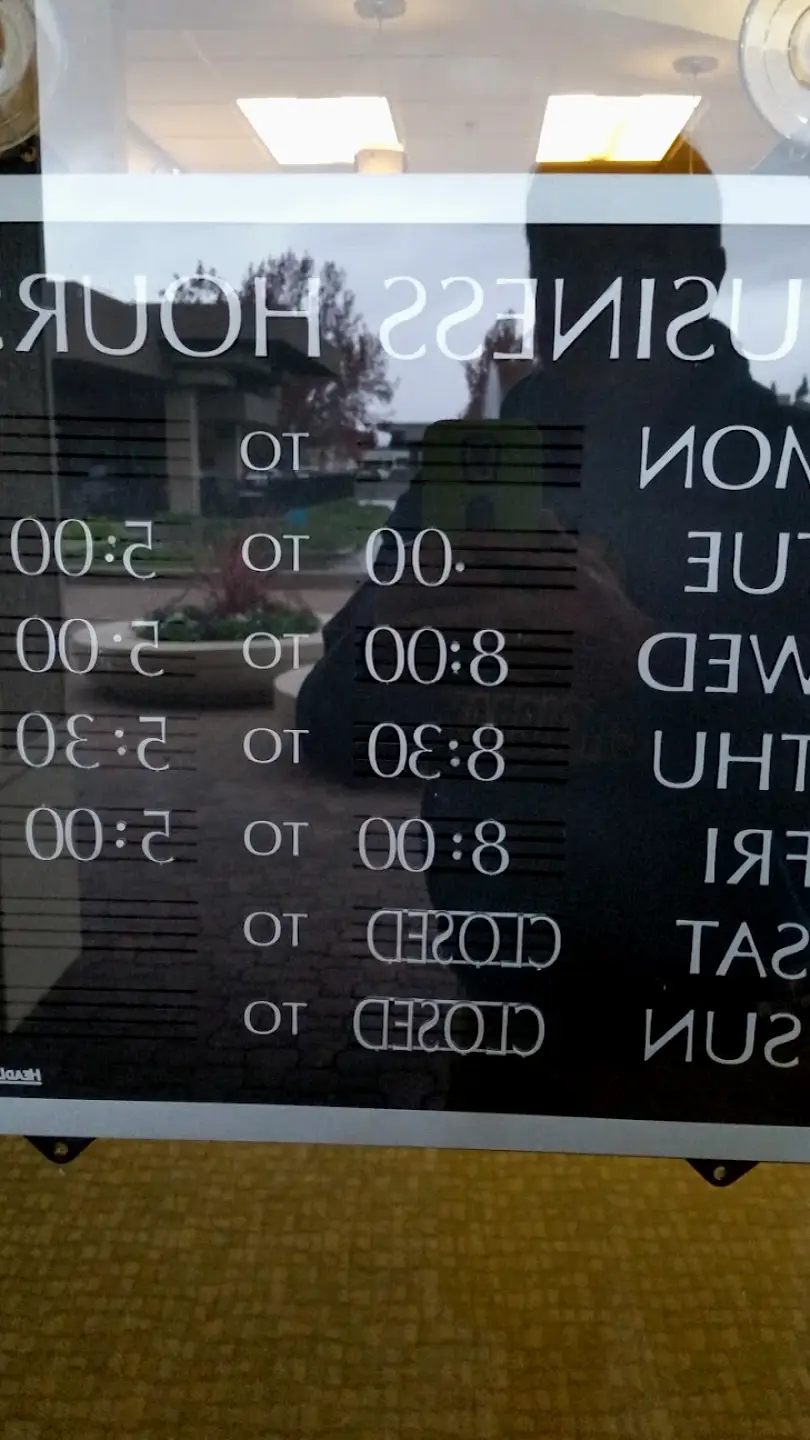 USINESS HOURS
MON TO
TUE :00 TO 5:00
WED 8:00 TO 5:00
THU 8:30 TO 5:30
FRI 8:00 TO 5:00
SAT CLOSED TO
SUN CLOSED TO